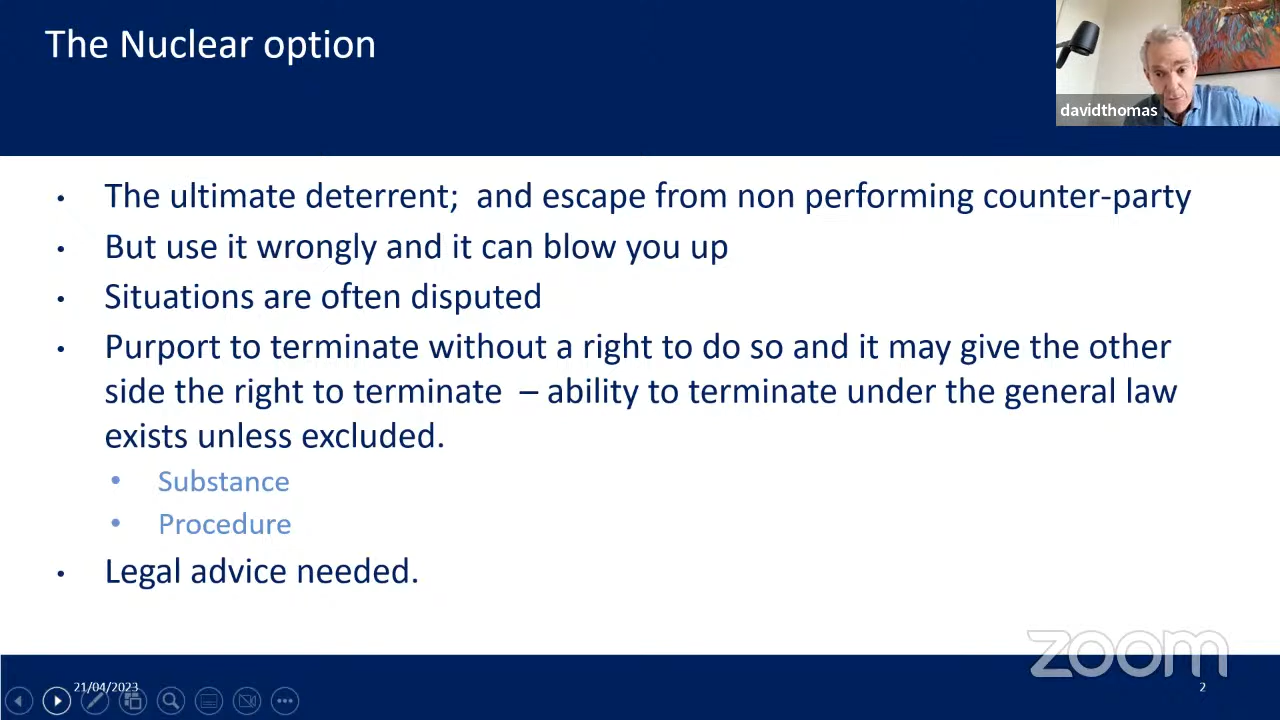 The Nuclear option
davidthomas
• The ultimate deterrent;  and escape from non performing counter-party
• But use it wrongly and it can blow you up
• Situations are often disputed
• Purport to terminate without a right to do so and it may give the other
side the right to terminate  – ability to terminate under the general law
exists unless excluded.
• Substance
• Procedure
• Legal advice needed.
zoom
21/04/2023
2